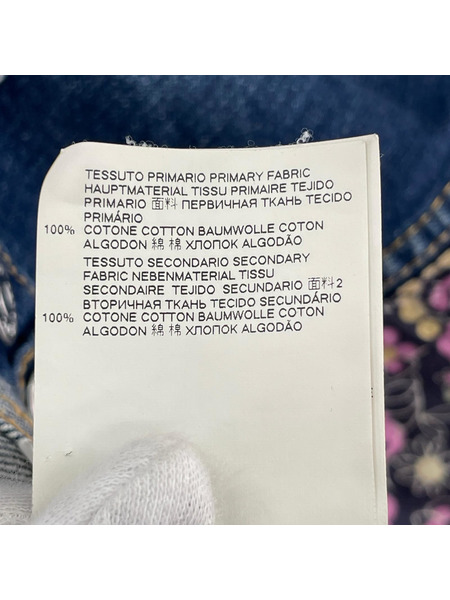 TESSUTO PRIMARIO PRIMARY FABRIC
HAUPTMATERIAL TISSU PRIMAIRE TEJIDO
PRIMARIO 面料 ПЕРВИЧНАЯ ТКАНЬ TECIDO
PRIMÁRIO
100% COTONE COTTON BAUMWOLLE COTON
ALGODON 綿 棉 ХЛОПОК ALGODÃO
TESSUTO SECONDARIO SECONDARY
FABRIC NEBENMATERIAL TISSU
SECONDAIRE TEJIDO SECUNDARIO 面料2
ВТОРИЧНАЯ ТКАНЬ TECIDO SECUNDÁRIO
100% COTONE COTTON BAUMWOLLE COTON
ALGODON 綿 棉 ХЛОПОК ALGODÃO